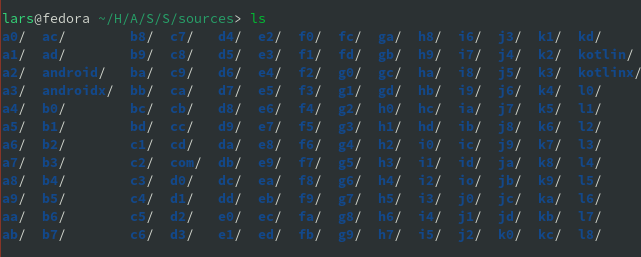 lars@fedora ~/H/A/S/S/sources> ls
a0/ ac/ b8/ c7/ d4/ e2/ f0/ fc/ ga/ h8/ i6/ j3/ k1/ kd/
a1/ ad/ b9/ c8/ d5/ e3/ f1/ fd/ gb/ h9/ i7/ j4/ k2/ kotlin/
a2/ android/ ba/ c9/ d6/ e4/ f2/ g0/ gc/ ha/ i8/ j5/ k3/ kotlinx/
a3/ androidx/ bb/ ca/ d7/ e5/ f3/ g1/ gd/ hb/ i9/ j6/ k4/ l0/
a4/ b0/ bc/ cb/ d8/ e6/ f4/ g2/ h0/ hc/ ia/ j7/ k5/ l1/
a5/ b1/ bd/ cc/ d9/ e7/ f5/ g3/ h1/ hd/ ib/ j8/ k6/ l2/
a6/ b2/ c1/ cd/ da/ e8/ f6/ g4/ h2/ i0/ ic/ j9/ k7/ l3/
a7/ b3/ c2/ com/ db/ e9/ f7/ g5/ h3/ i1/ id/ ja/ k8/ l4/
a8/ b4/ c3/ d0/ dc/ ea/ f8/ g6/ h4/ i2/ io/ jb/ k9/ l5/
a9/ b5/ c4/ d1/ dd/ eb/ f9/ g7/ h5/ i3/ j0/ jc/ ka/ l6/
aa/ b6/ c5/ d2/ e0/ ec/ fa/ g8/ h6/ i4/ j1/ jd/ kb/ l7/
ab/ b7/ c6/ d3/ e1/ ed/ fb/ g9/ h7/ i5/ j2/ k0/ kc/ l8/